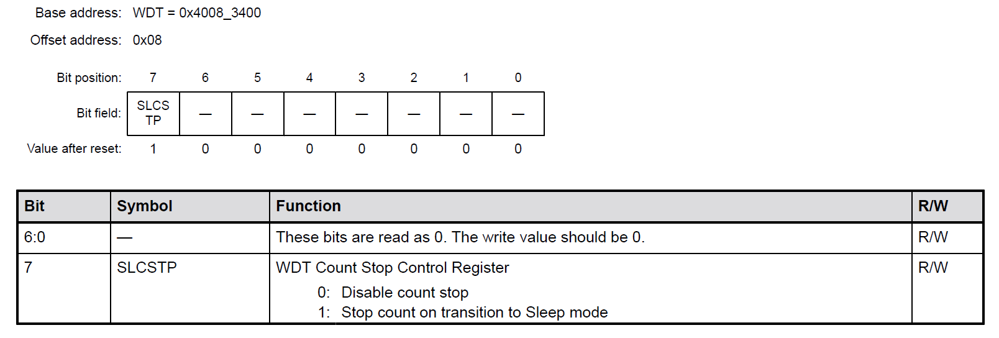 Base address: WDT = 0x4008_3400
Offset address: 0x08
Bit position: 7 6 5 4 3 2 1 0
Bit field: SLCS TP — — — — — — —
Value after reset: 1 0 0 0 0 0 0 0
Bit Symbol Function R/W
6:0 — These bits are read as 0. The write value should be 0. R/W
7 SLCSTP WDT Count Stop Control Register R/W
0: Disable count stop
1: Stop count on transition to Sleep mode